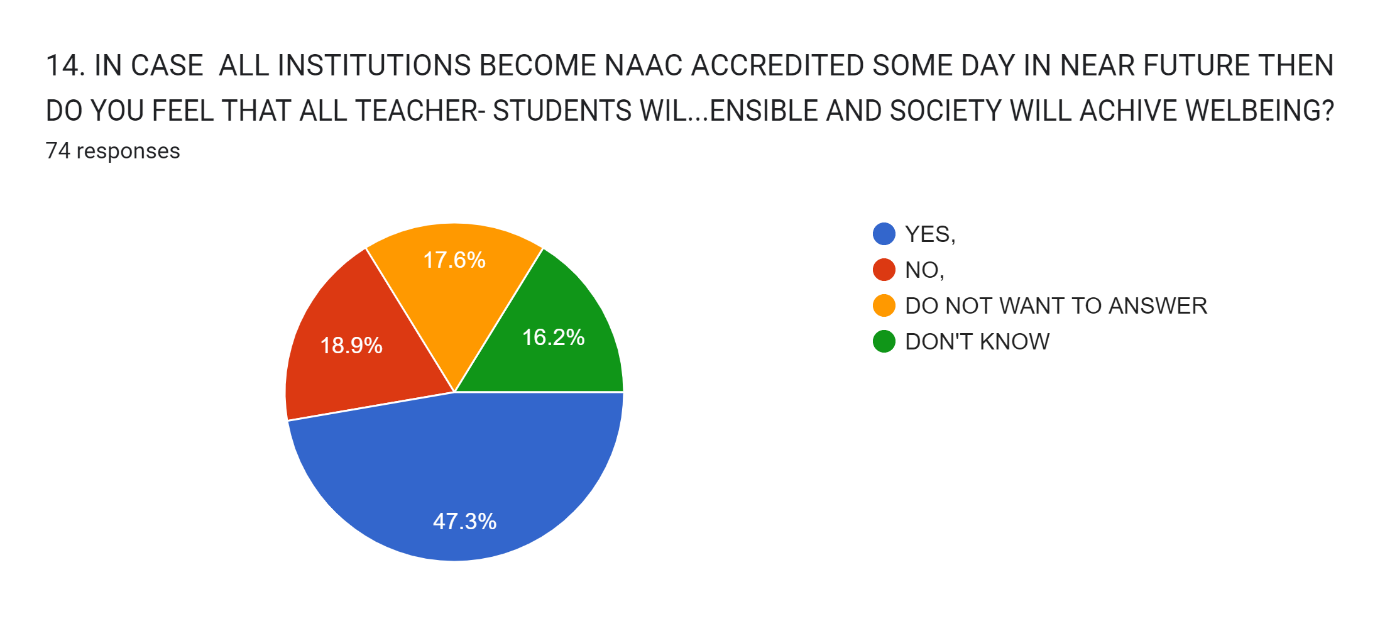 14. IN CASE  ALL INSTITUTIONS BECOME NAAC ACCREDITED SOME DAY IN NEAR FUTURE THEN
DO YOU FEEL THAT ALL TEACHER- STUDENTS WIL...ENSIBLE AND SOCIETY WILL ACHIVE WELBEING?
74 responses
YES,
NO,
DO NOT WANT TO ANSWER
DON'T KNOW
17.6%
18.9%
16.2%
47.3%